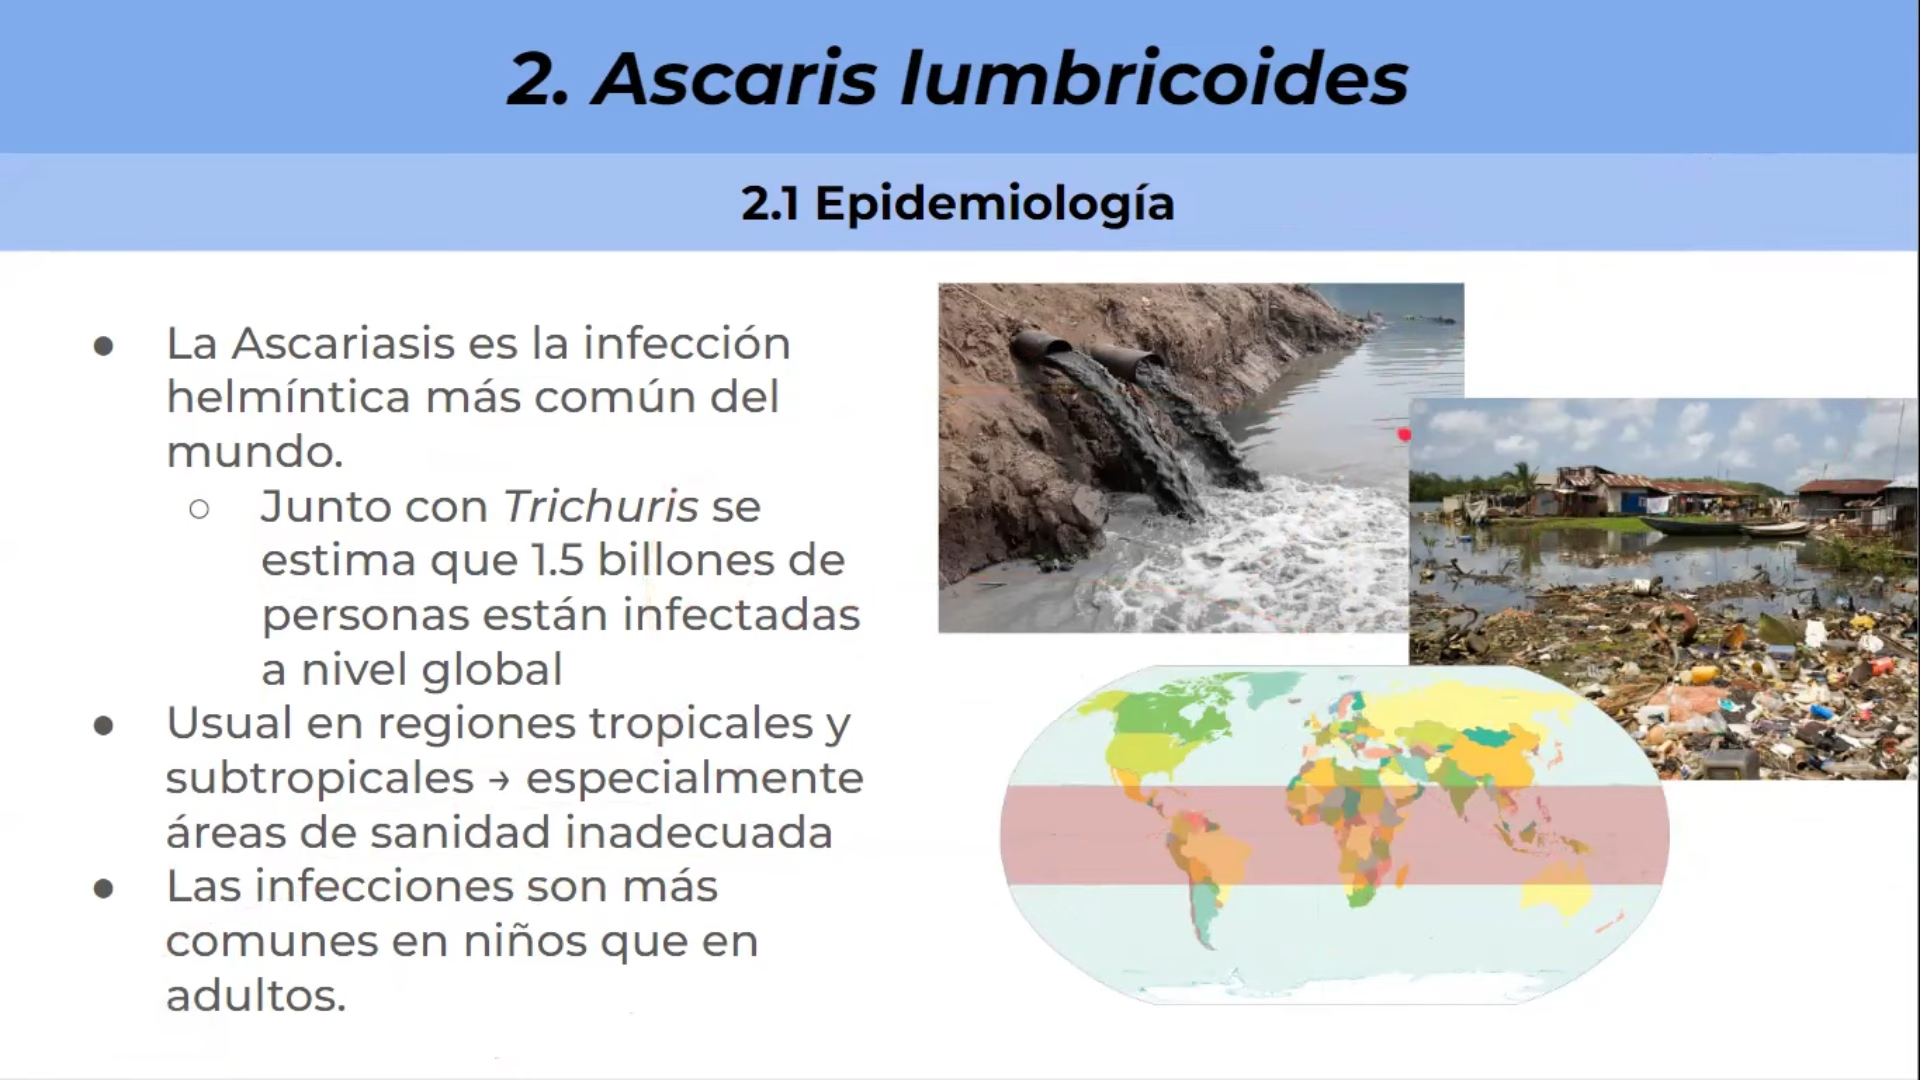 2. Ascaris lumbricoides
2.1 Epidemiología
● La Ascariasis es la infección
helmíntica más común del
mundo.
○ Junto con Trichuris se
estima que 1.5 billones de
personas están infectadas
a nivel global
● Usual en regiones tropicales y
subtropicales → especialmente
áreas de sanidad inadecuada
● Las infecciones son más
comunes en niños que en
adultos.